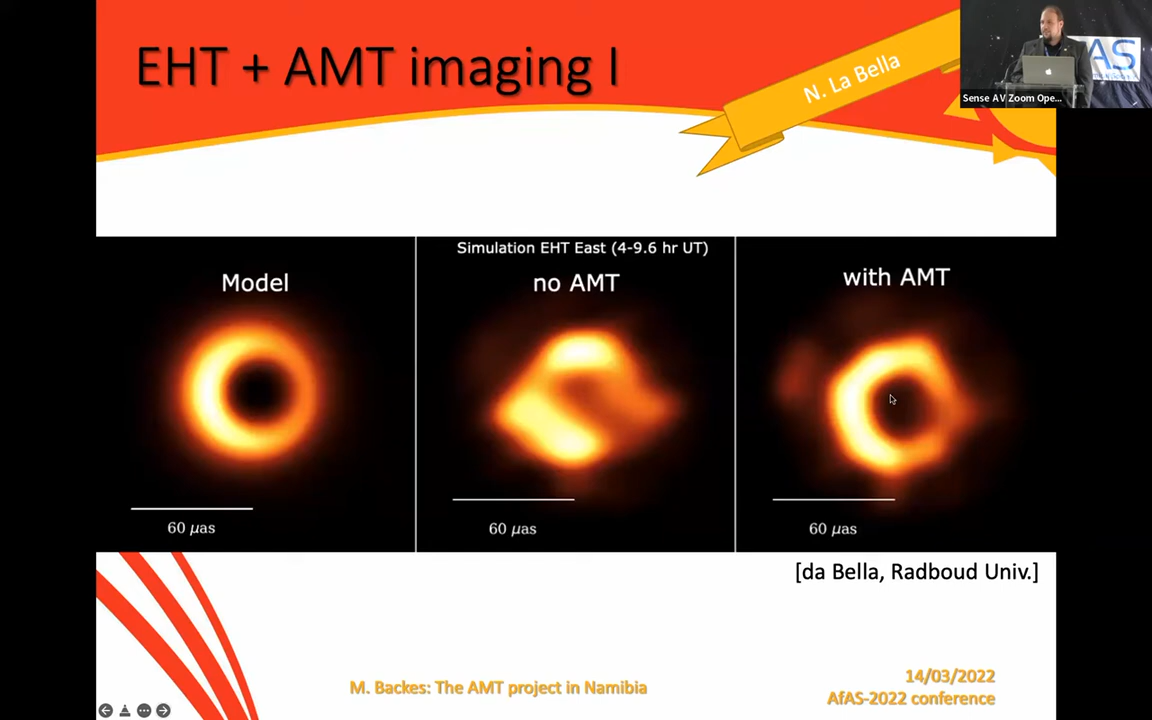 EHT + AMT imaging I
N. La Bella
AS
Sense AV Zoom Ope...
Simulation EHT East (4-9.6 hr UT)
Model
no AMT
with AMT
60 μas
60 μas
60 μas
[da Bella, Radboud Univ.]
M. Backes: The AMT project in Namibia
14/03/2022
AfAS-2022 conference